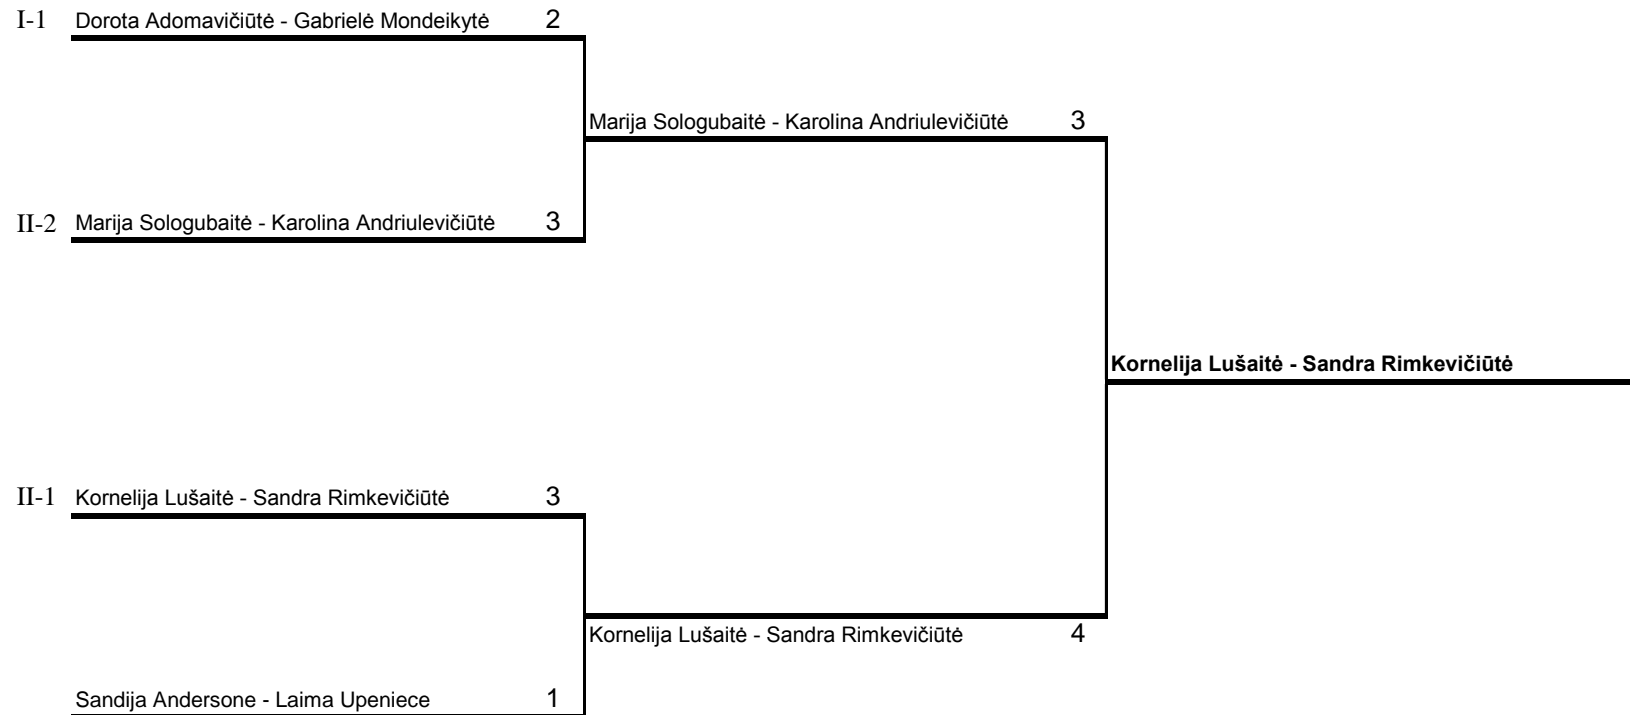 I-1 Dorota Adomavičiūtė - Gabrielė Mondeikytė 2
Marija Sologubaitė - Karolina Andriulevičiūtė 3
II-2 Marija Sologubaitė - Karolina Andriulevičiūtė 3
Kornelija Lušaitė - Sandra Rimkevičiūtė
II-1 Kornelija Lušaitė - Sandra Rimkevičiūtė 3
Kornelija Lušaitė - Sandra Rimkevičiūtė 4
Sandija Andersone - Laima Upeniece 1